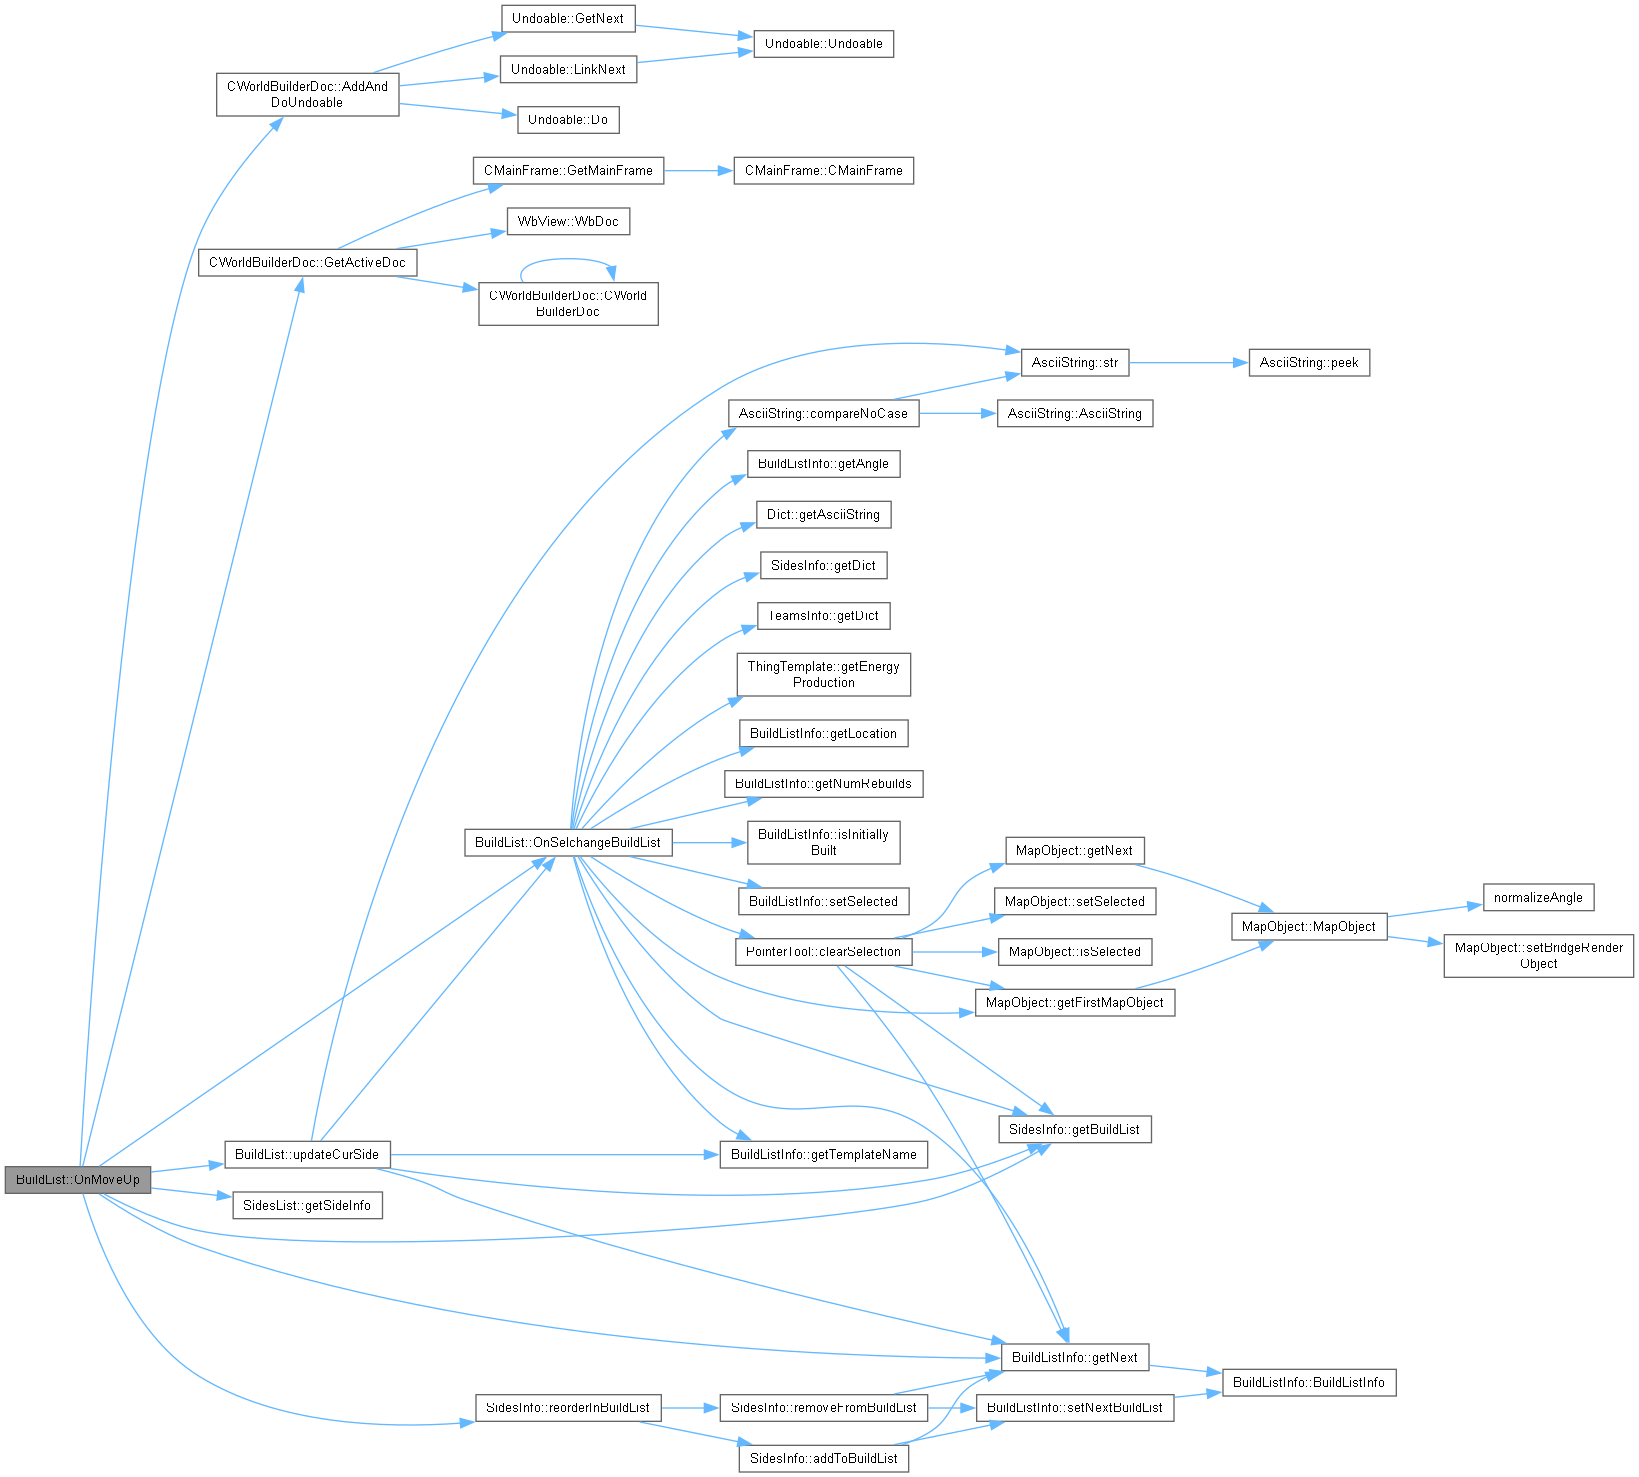 Undoable::GetNext
Undoable::Undoable
Undoable::LinkNext
CWorldBuilderDoc::AddAnd
DoUndoable
Undoable::Do
CMainFrame::GetMainFrame
CMainFrame::CMainFrame
WbView::WbDoc
CWorldBuilderDoc::GetActiveDoc
CWorldBuilderDoc::CWorld
BuilderDoc
AsciiString::str
AsciiString::peek
AsciiString::compareNoCase
AsciiString::AsciiString
BuildListInfo::getAngle
Dict::getAsciiString
SidesInfo::getDict
TeamsInfo::getDict
ThingTemplate::getEnergy
Production
BuildListInfo::getLocation
BuildListInfo::getNumRebuilds
BuildList::OnSelchangeBuildList
BuildListInfo::isInitially
Built
MapObject::getNext
BuildListInfo::setSelected
MapObject::setSelected
normalizeAngle
MapObject::MapObject
PointerTool::clearSelection
MapObject::isSelected
MapObject::setBridgeRender
Object
MapObject::getFirstMapObject
SidesInfo::getBuildList
BuildList::updateCurSide
BuildListInfo::getTemplateName
BuildList::OnMoveUp
SidesList::getSideInfo
BuildListInfo::getNext
BuildListInfo::BuildListInfo
SidesInfo::reorderInBuildList
SidesInfo::removeFromBuildList
BuildListInfo::setNextBuildList
SidesInfo::addToBuildList